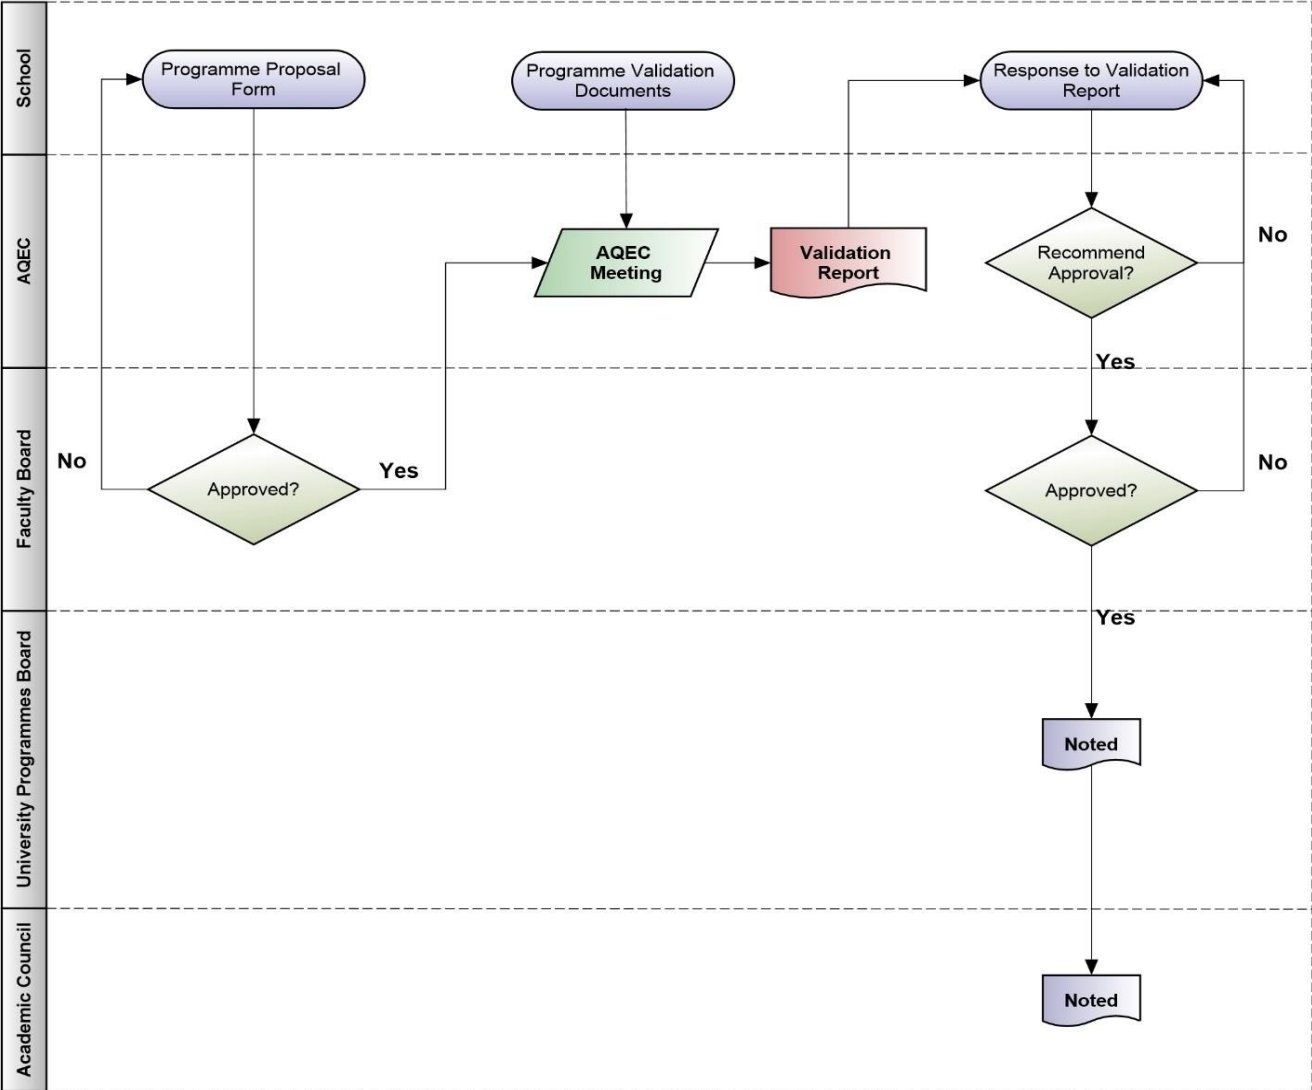 School
Programme Proposal
Form
Programme Validation
Documents
Response to Validation
Report
AQEC
AQEC
Meeting
Validation
Report
Recommend
Approval?
No
Yes
Faculty Board
No
Approved?
Yes
Approved?
No
Yes
University Programmes Board
Noted
Academic Council
Noted